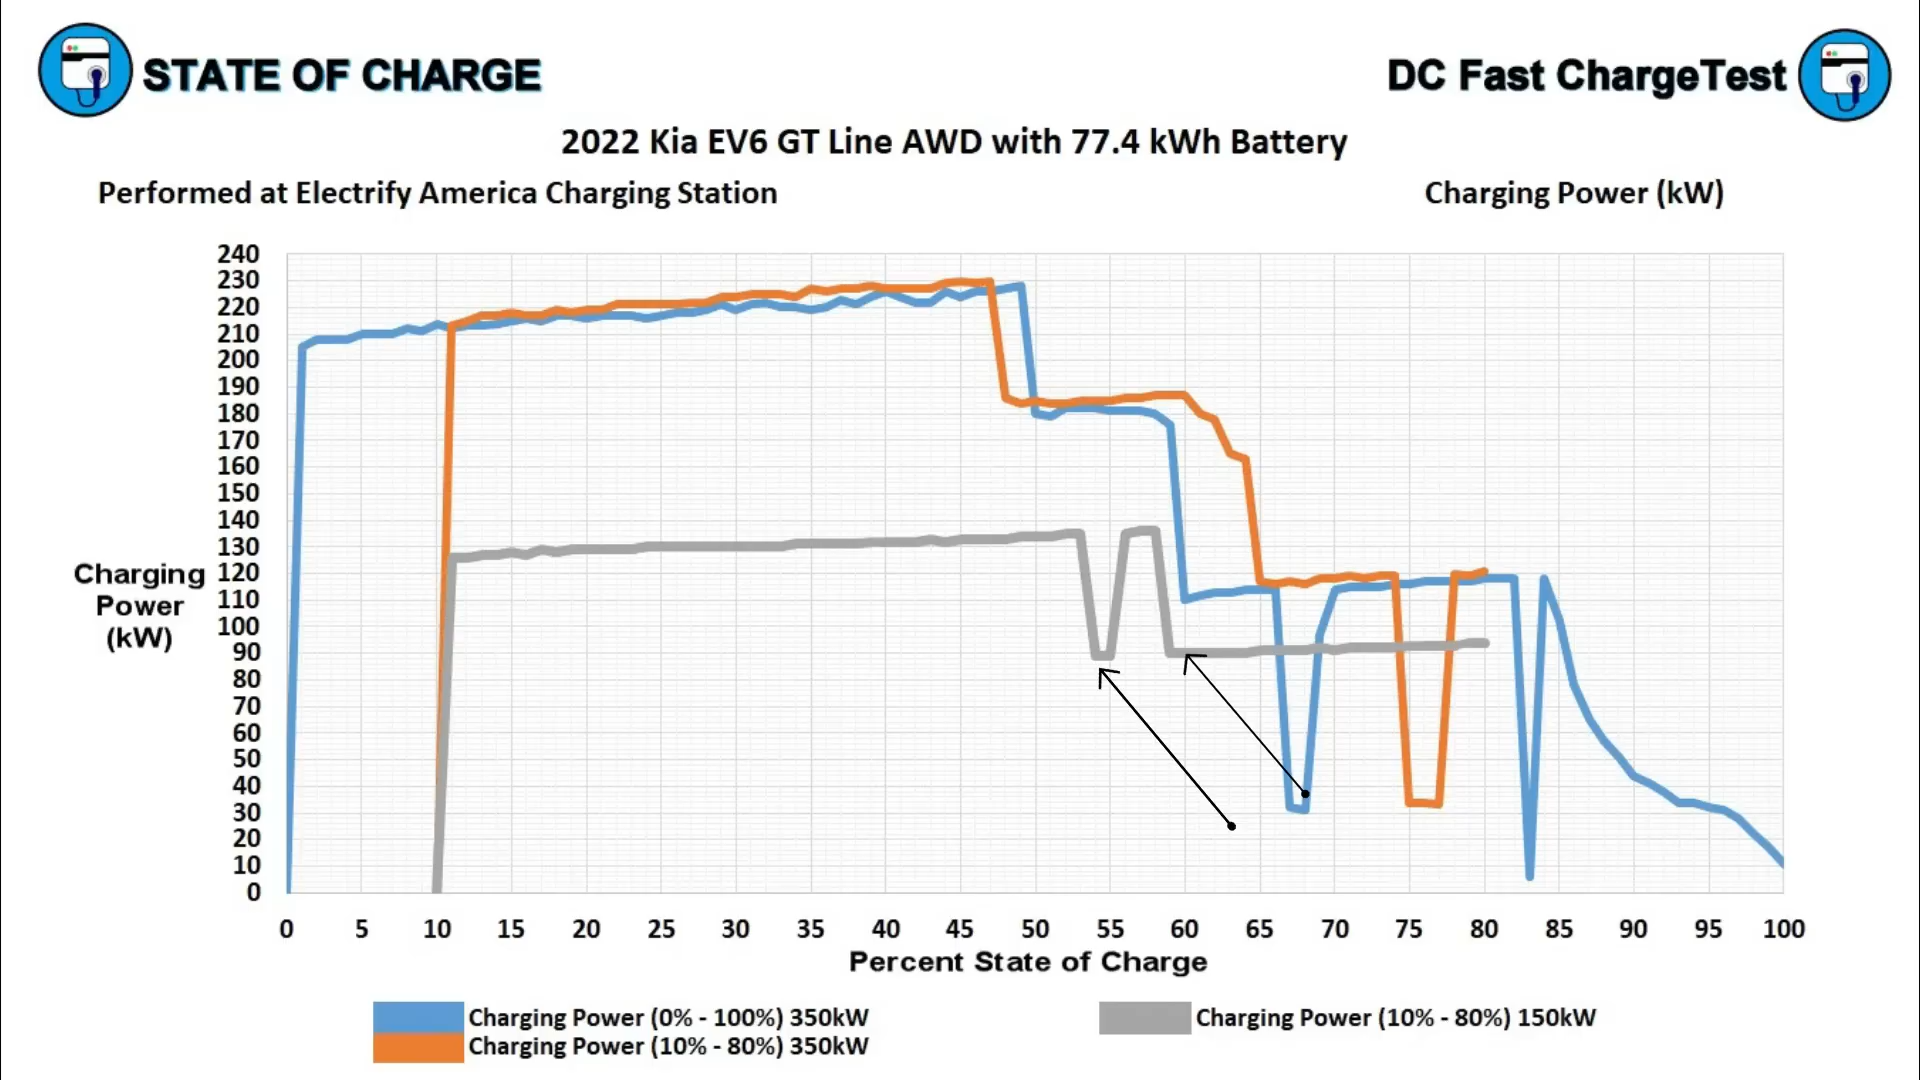 STATE OF CHARGE
DC Fast ChargeTest
2022 Kia EV6 GT Line AWD with 77.4 kWh Battery
Performed at Electrify America Charging Station
Charging Power (kW)
240
230
220
210
200
190
180
170
160
150
140
130
120
110
100
90
80
70
60
50
40
30
20
10
0
Charging
Power
(kW)
0 5 10 15 20 25 30 35 40 45 50 55 60 65 70 75 80 85 90 95 100
Percent State of Charge
Charging Power (0% - 100%) 350kW
Charging Power (10% - 80%) 350kW
Charging Power (10% - 80%) 150kW